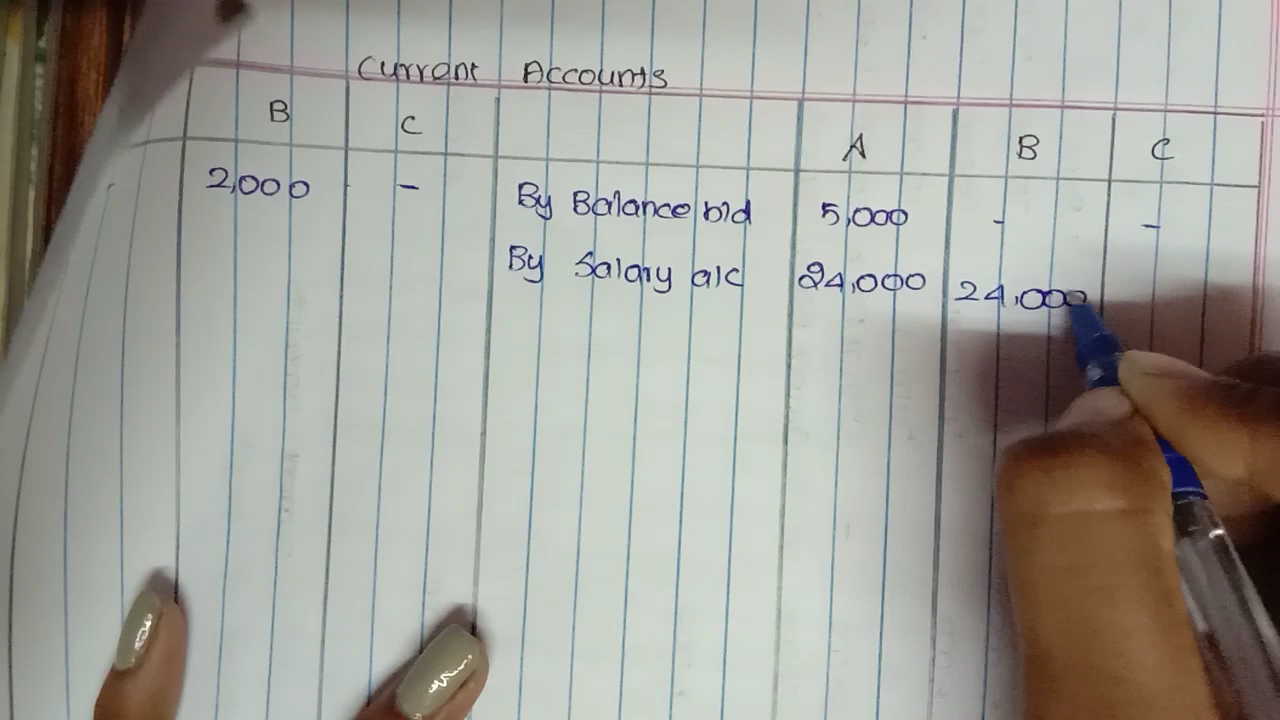 Current Accounts
B C A B C
2,000 - By Balance b/d 5,000 - -
By Salary a/c 24,000 24,000